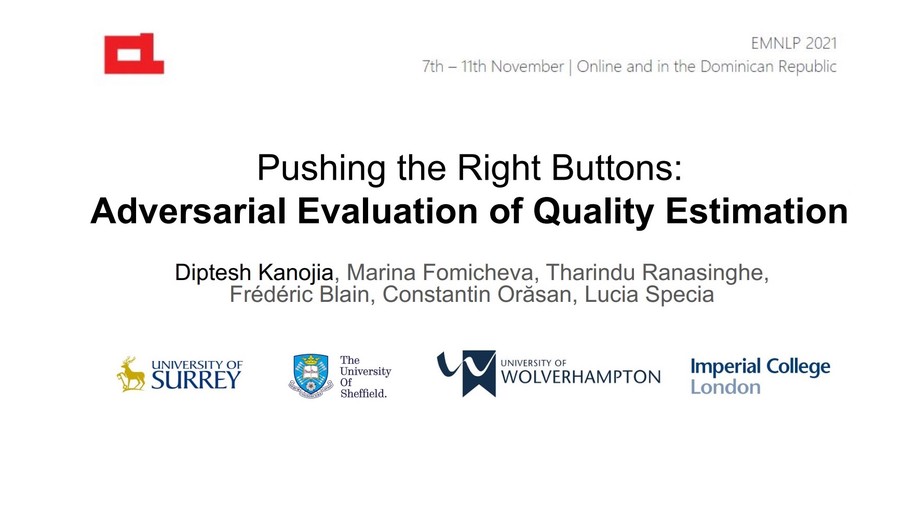 EMNLP 2021
7th – 11th November | Online and in the Dominican Republic
Pushing the Right Buttons:
Adversarial Evaluation of Quality Estimation
Diptesh Kanojia, Marina Fomicheva, Tharindu Ranasinghe,
Frédéric Blain, Constantin Orăsan, Lucia Specia
UNIVERSITY OF
SURREY
The
University
Of
Sheffield.
UNIVERSITY OF
WOLVERHAMPTON
Imperial College
London